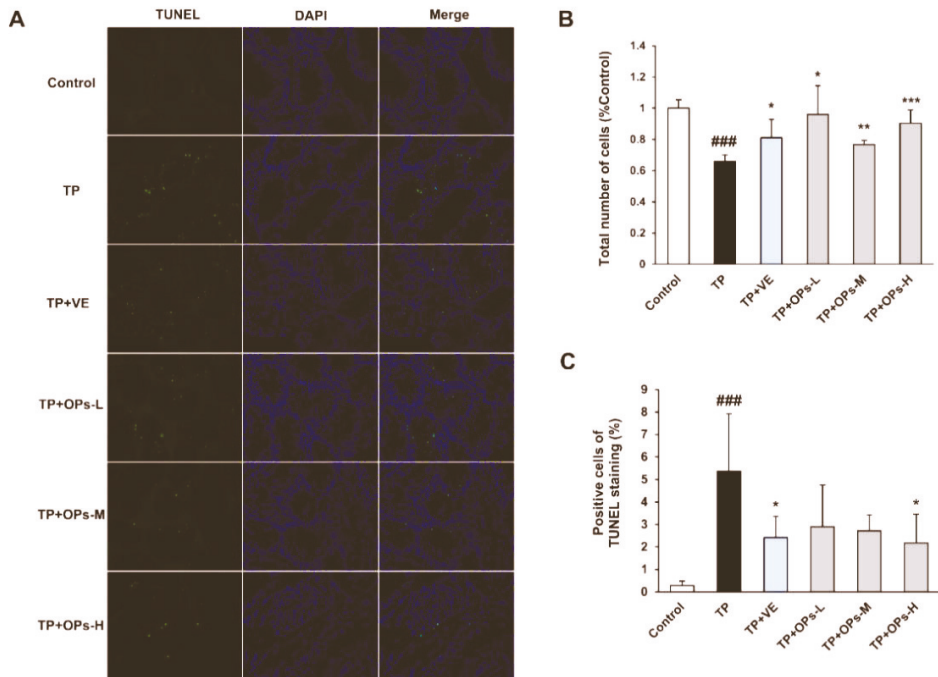 A
TUNEL DAPI Merge
Control
TP
TP+VE
TP+OPs-L
TP+OPs-M
TP+OPs-H
B
Total number of cells (%Control)
1.4
1.2
1
0.8
0.6
0.4
0.2
0
###
*
*
**
***
Control TP TP+VE TP+OPs-L TP+OPs-M TP+OPs-H
C
Positive cells of
TUNEL staining (%)
9
8
7
6
5
4
3
2
1
0
###
*
*
Control TP TP+VE TP+OPs-L TP+OPs-M TP+OPs-H